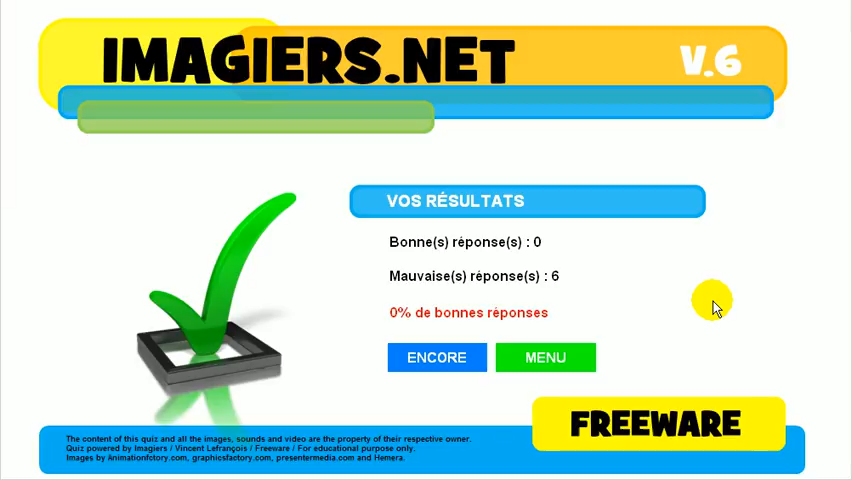 IMAGIERS.NET
V.6
VOS RÉSULTATS
Bonne(s) réponse(s) : 0
Mauvaise(s) réponse(s) : 6
0% de bonnes réponses
ENCORE
MENU
FREEWARE
The content of this quiz and all the images, sounds and video are the property of their respective owner.
Quiz powered by Imagiers / Vincent Lefrançois / Freeware / For educational purpose only.
Images by Animationfctory.com, graphicsfactory.com, presentermedia.com and Hemera.